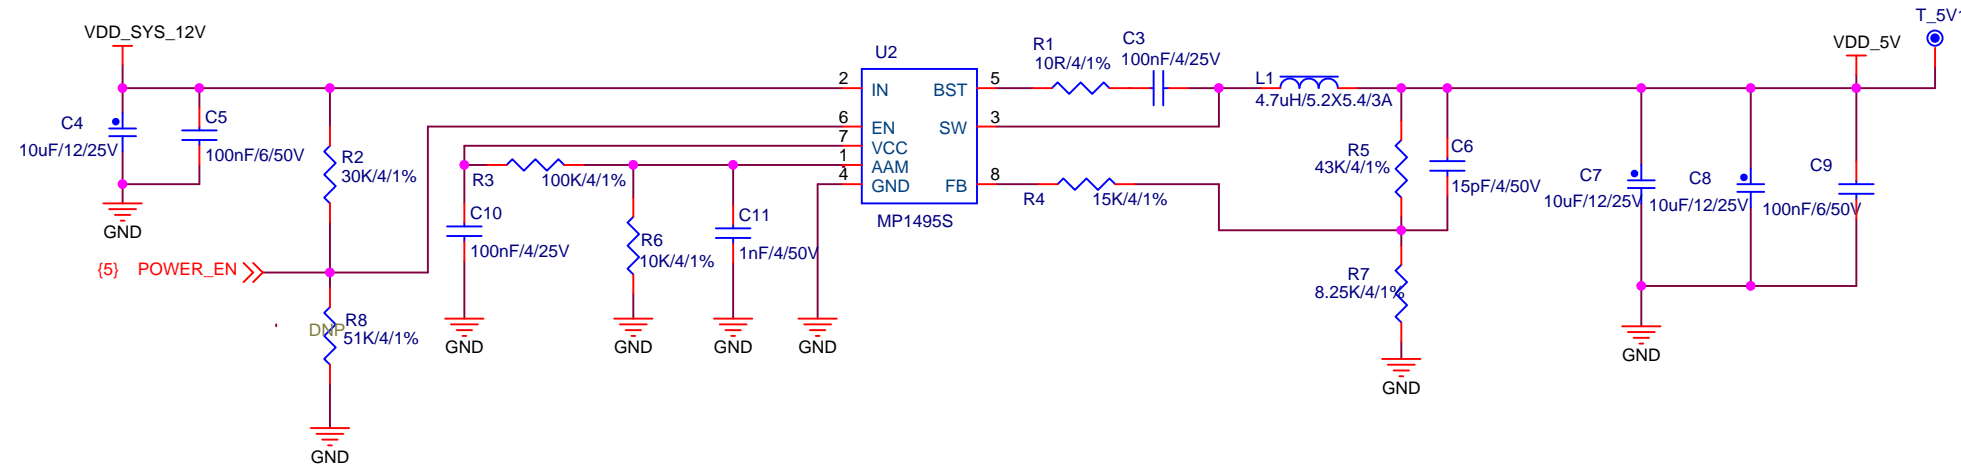 VDD_SYS_12V
C4
10uF/12/25V
C5
100nF/6/50V
GND
R2
30K/4/1%
{5} POWER_EN
DNP
R8
51K/4/1%
GND
R3
100K/4/1%
C10
100nF/4/25V
GND
R6
10K/4/1%
GND
C11
1nF/4/50V
GND
GND
U2
2 IN
6 EN
7 VCC
1 AAM
4 GND
BST 5
SW 3
FB 8
MP1495S
R1
10R/4/1%
C3
100nF/4/25V
R4
15K/4/1%
L1
4.7uH/5.2X5.4/3A
R5
43K/4/1%
C6
15pF/4/50V
R7
8.25K/4/1%
GND
C7
10uF/12/25V
C8
10uF/12/25V
C9
100nF/6/50V
GND
VDD_5V
T_5V1